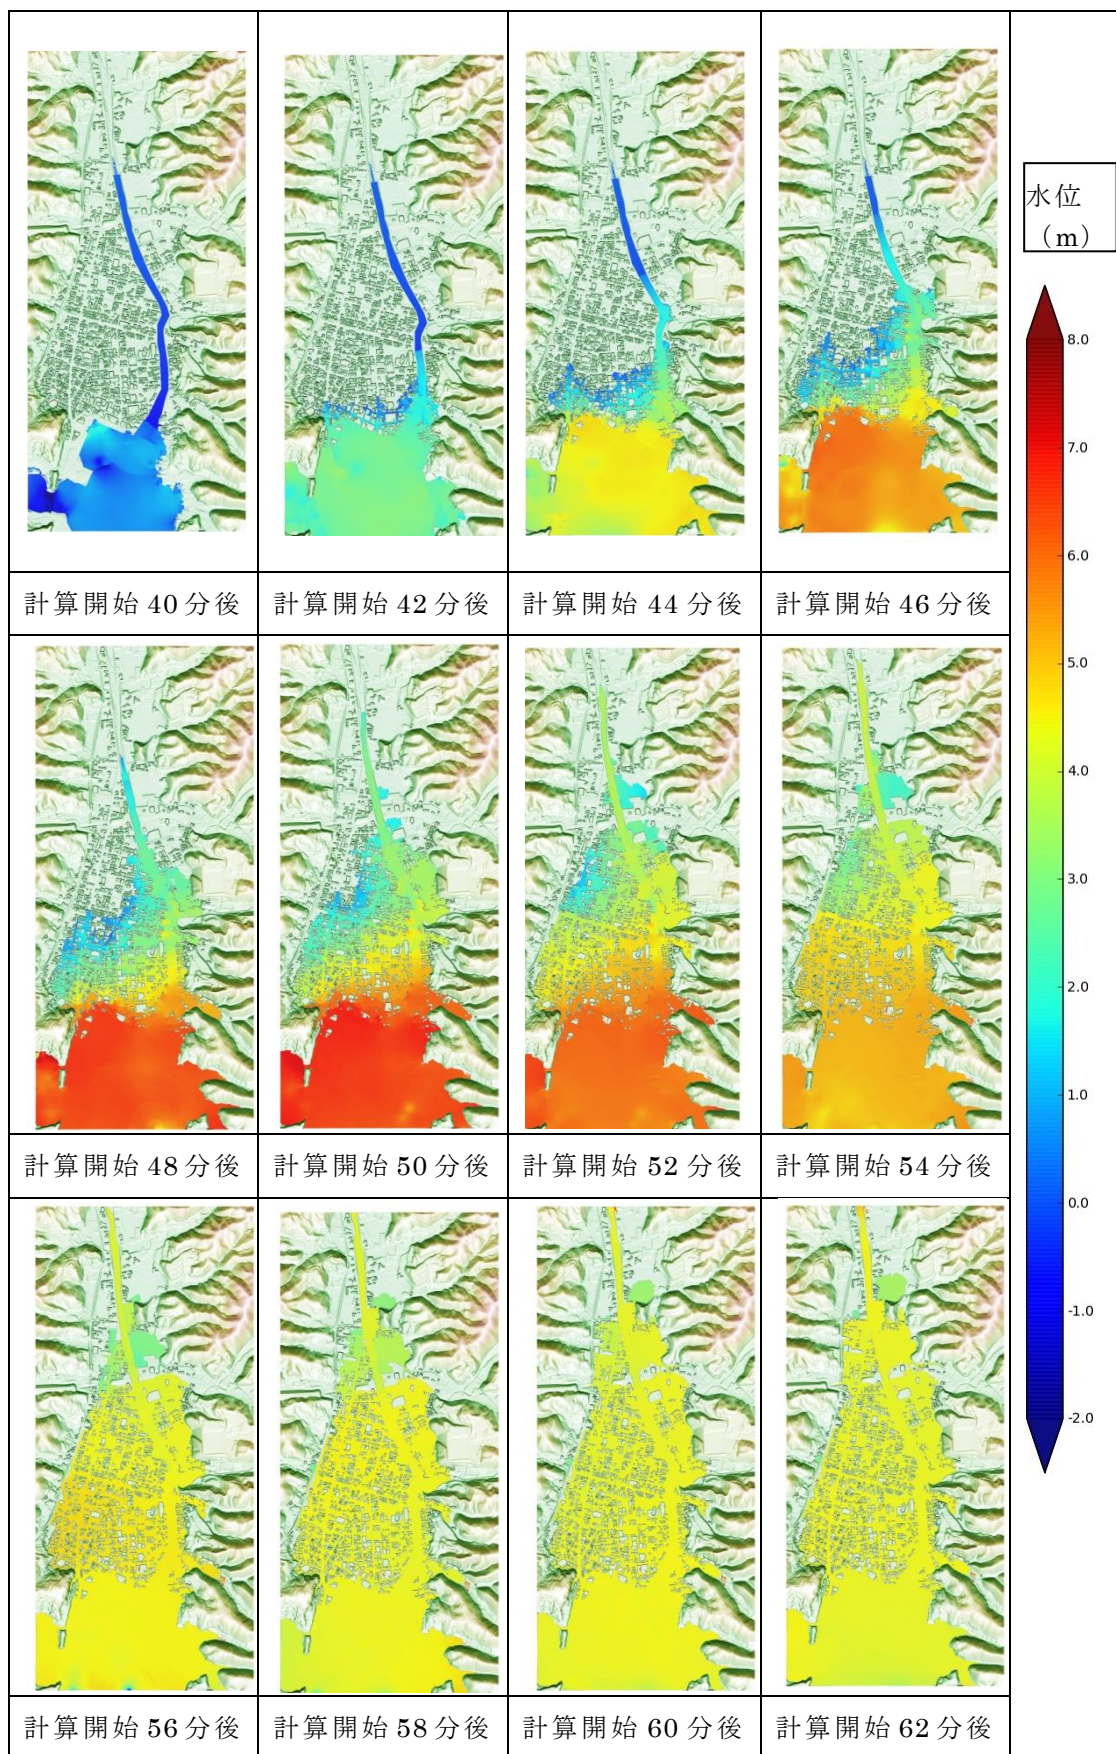 計算開始 40 分後
計算開始 42 分後
計算開始 44 分後
計算開始 46 分後
水位
（m）
8.0
7.0
6.0
5.0
4.0
3.0
2.0
1.0
0.0
-1.0
-2.0
計算開始 48 分後
計算開始 50 分後
計算開始 52 分後
計算開始 54 分後
計算開始 56 分後
計算開始 58 分後
計算開始 60 分後
計算開始 62 分後